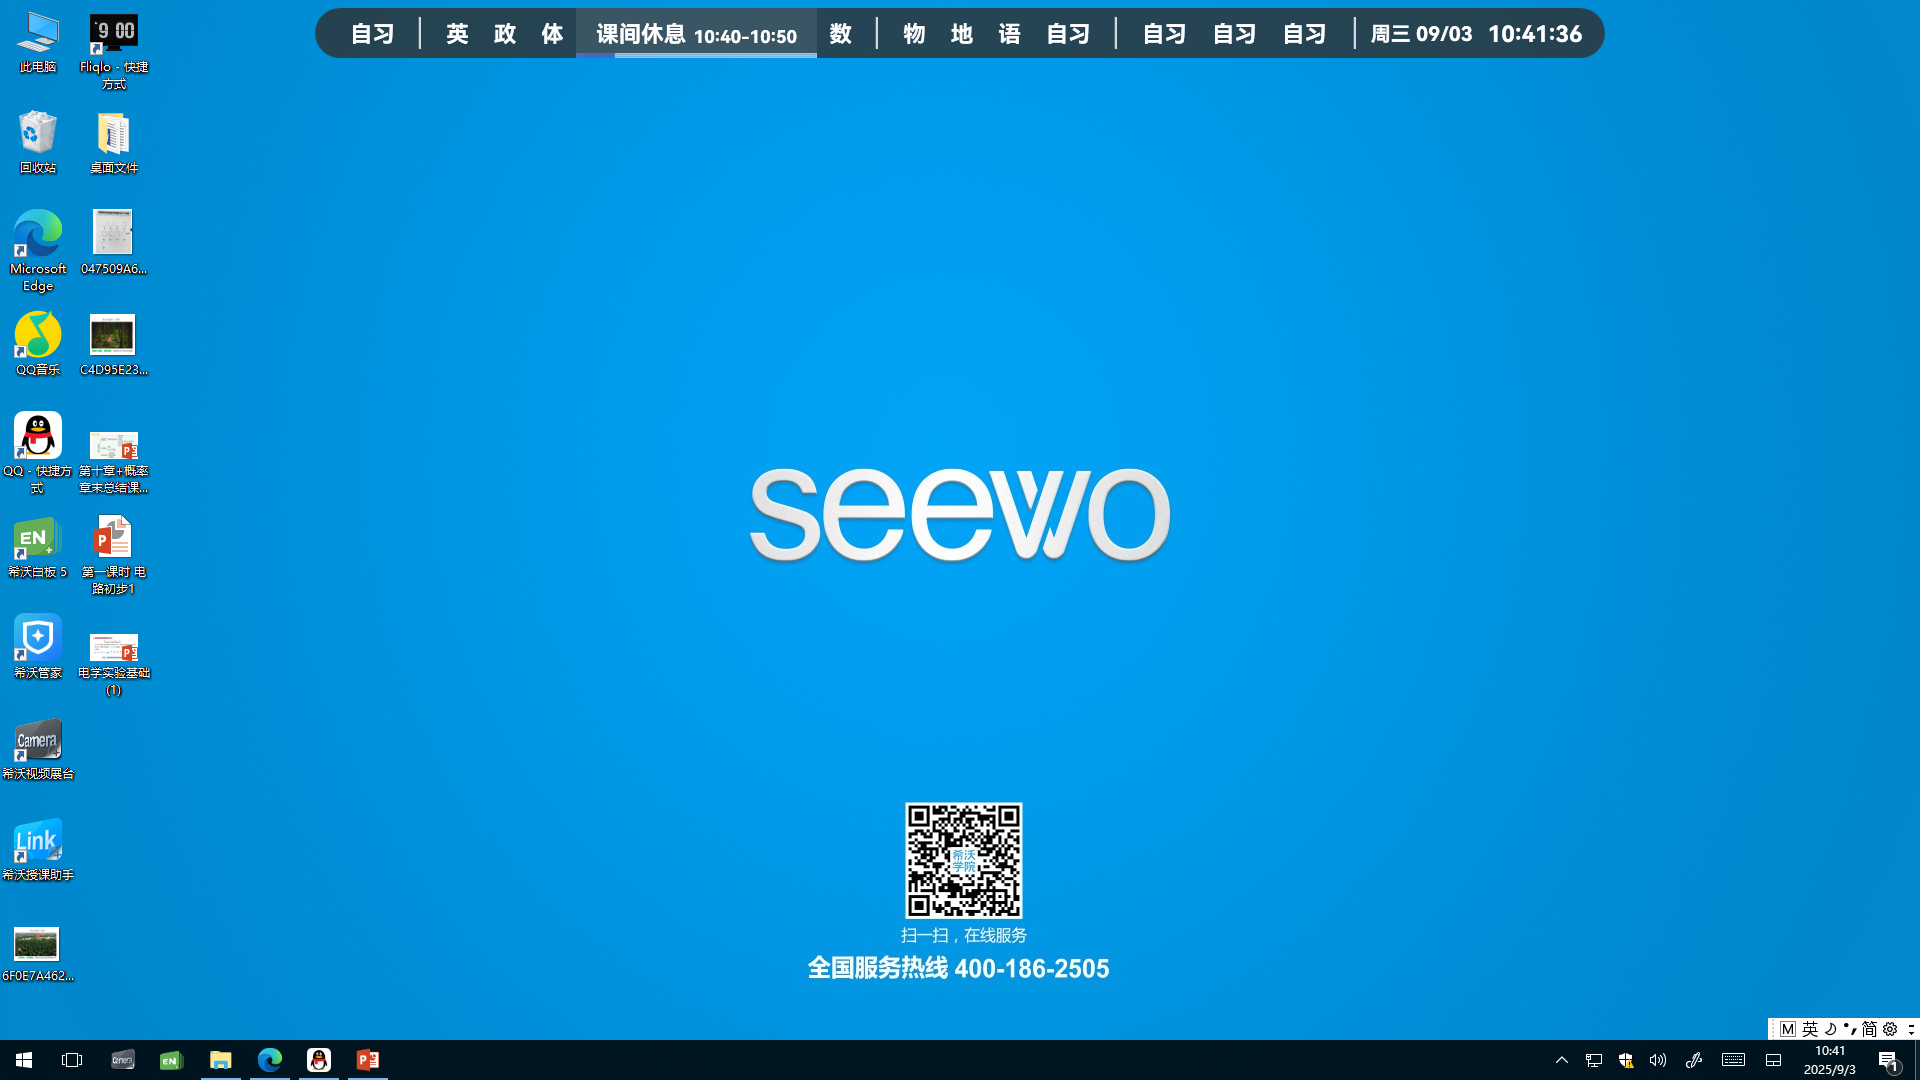 自习 | 英 政 体 课间休息 10:40-10:50 数 | 物 地 语 自习 | 自习 自习 自习 | 周三 09/03 10:41:36
此电脑
9 00
Fliqlo - 快捷
方式
回收站
桌面文件
Microsoft
Edge
047509A6...
QQ音乐
C4D95E23...
QQ - 快捷方
式
第十章+概率
章末总结课...
EN
希沃白板 5
第一课时 电
路初步1
希沃管家
电学实验基础
(1)
Camera
希沃视频展台
Link
希沃授课助手
6F0E7A462...
seewo
希沃
学院
扫一扫，在线服务
全国服务热线 400-186-2505
M 英 简
Camera
EN
10:41
2025/9/3
1